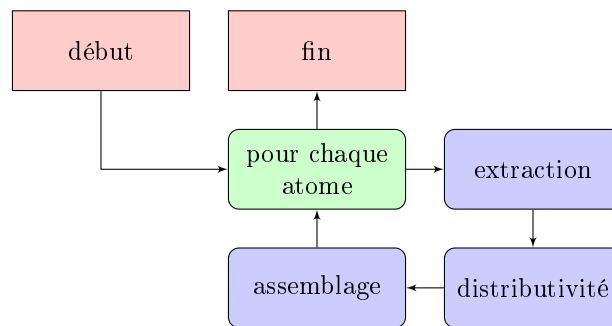 début
fin
pour chaque
atome
extraction
assemblage
distributivité